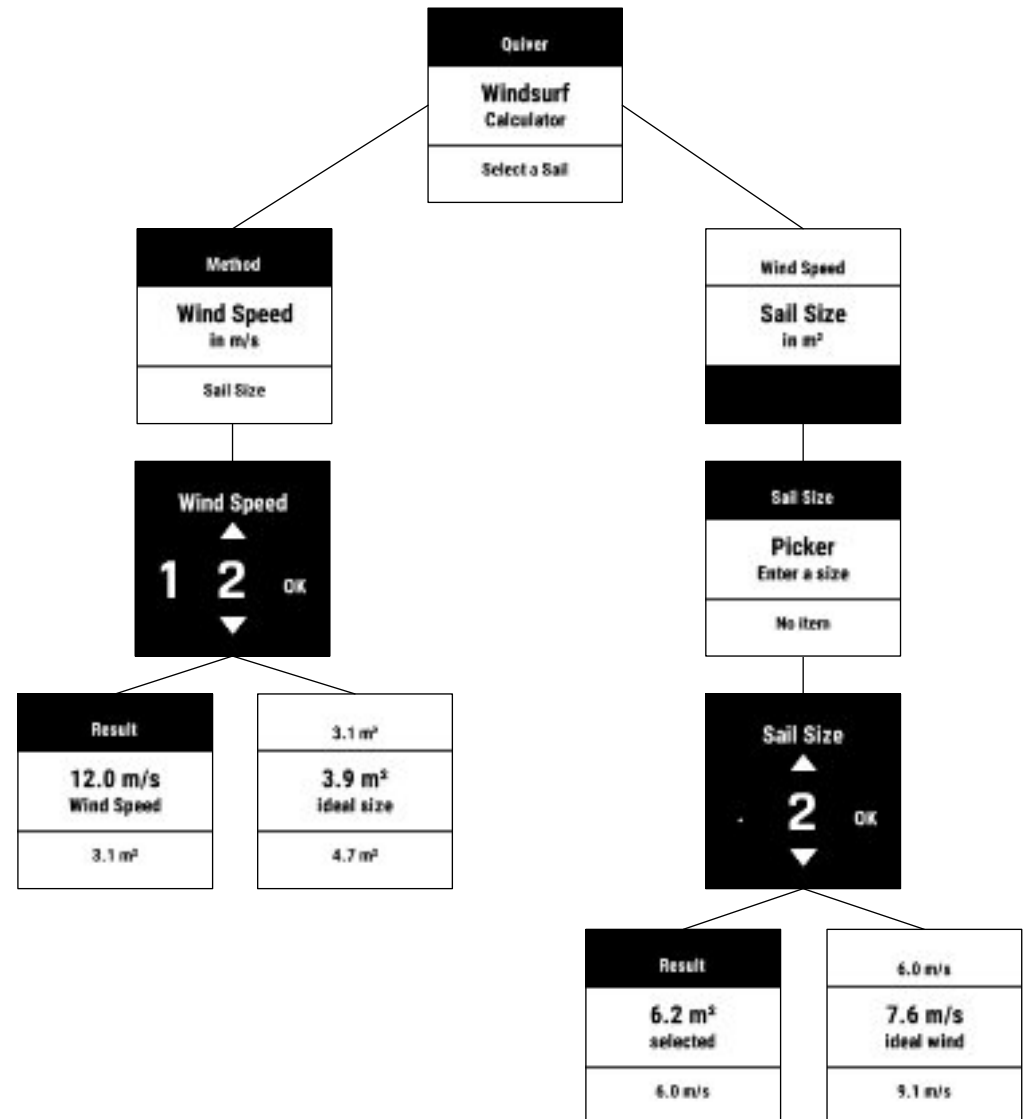 Quiver
Windsurf
Calculator
Select a Sail
Method
Wind Speed
in m/s
Sail Size
Wind Speed
Sail Size
in m²
Wind Speed
1 2 OK
Sail Size
Picker
Enter a size
No item
Result
12.0 m/s
Wind Speed
3.1 m²
3.1 m²
3.9 m²
ideal size
4.7 m²
Sail Size
. 2 OK
Result
6.2 m²
selected
6.0 m/s
6.0 m/s
7.6 m/s
ideal wind
9.1 m/s